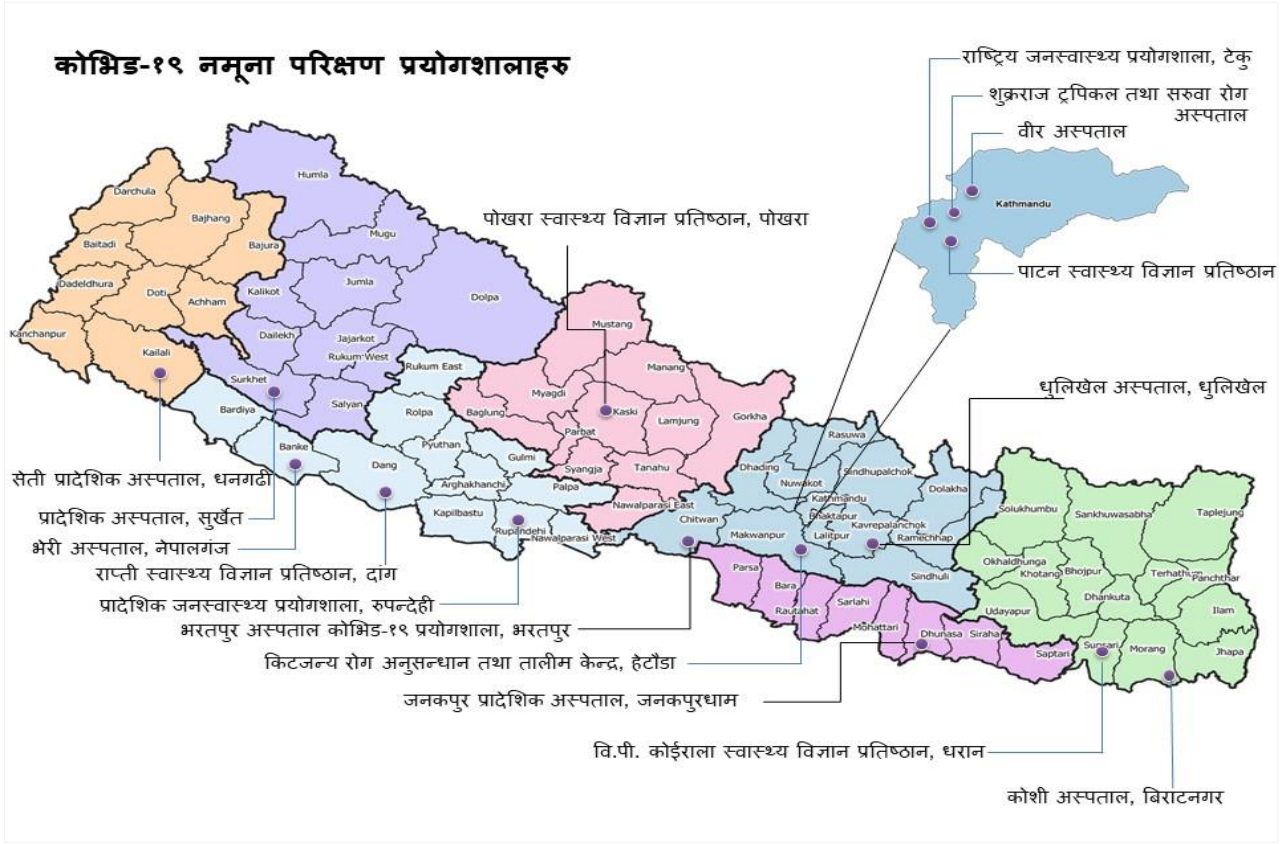 कोभिड-१९ नमूना परिक्षण प्रयोगशालाहरु
राष्ट्रिय जनस्वास्थ्य प्रयोगशाला, टेकु
शुक्रराज ट्रपिकल तथा सरुवा रोग
अस्पताल
वीर अस्पताल
Kathmandu
पाटन स्वास्थ्य विज्ञान प्रतिष्ठान
पोखरा स्वास्थ्य विज्ञान प्रतिष्ठान, पोखरा
धुलिखेल अस्पताल, धुलिखेल
Darchula
Bajhang
Baitadi
Bajura
Dadeldhura
Doti
Achham
Kanchanpur
Kailali
Humla
Mugu
Kalikot
Jumla
Dolpa
Dailekh
Jajarkot
Rukum West
Surkhet
Salyan
Rukum East
Bardiya
Rolpa
Banke
Pyuthan
Dang
Gulmi
Arghakhanchi
Palpa
Kapilbastu
Rupandehi
Nawalparasi West
Mustang
Manang
Myagdi
Baglung
Kaski
Lamjung
Gorkha
Parbat
Syangja
Tanahu
Nawalparasi East
Rasuwa
Dhading
Nuwakot
Sindhupalchok
Dolakha
Kathmandu
Bhaktapur
Chitwan
Makwanpur
Lalitpur
Kavrepalanchok
Ramechhap
Sindhuli
Parsa
Bara
Rautahat
Sarlahi
Mohattari
Dhunasa
Siraha
Saptari
Solukhumbu
Sankhuwasabha
Taplejung
Okhaldhunga
Khotang
Bhojpur
Terhathum
Panchthar
Dhankuta
Udayapur
Ilam
Sunsari
Morang
Jhapa
सेती प्रादेशिक अस्पताल, धनगढी
प्रादेशिक अस्पताल, सुर्खेत
भेरी अस्पताल, नेपालगंज
राप्ती स्वास्थ्य विज्ञान प्रतिष्ठान, दांग
प्रादेशिक जनस्वास्थ्य प्रयोगशाला, रुपन्देही
भरतपुर अस्पताल कोभिड-१९ प्रयोगशाला, भरतपुर
किटजन्य रोग अनुसन्धान तथा तालीम केन्द्र, हेटौडा
जनकपुर प्रादेशिक अस्पताल, जनकपुरधाम
वि.पी. कोईराला स्वास्थ्य विज्ञान प्रतिष्ठान, धरान
कोशी अस्पताल, बिराटनगर